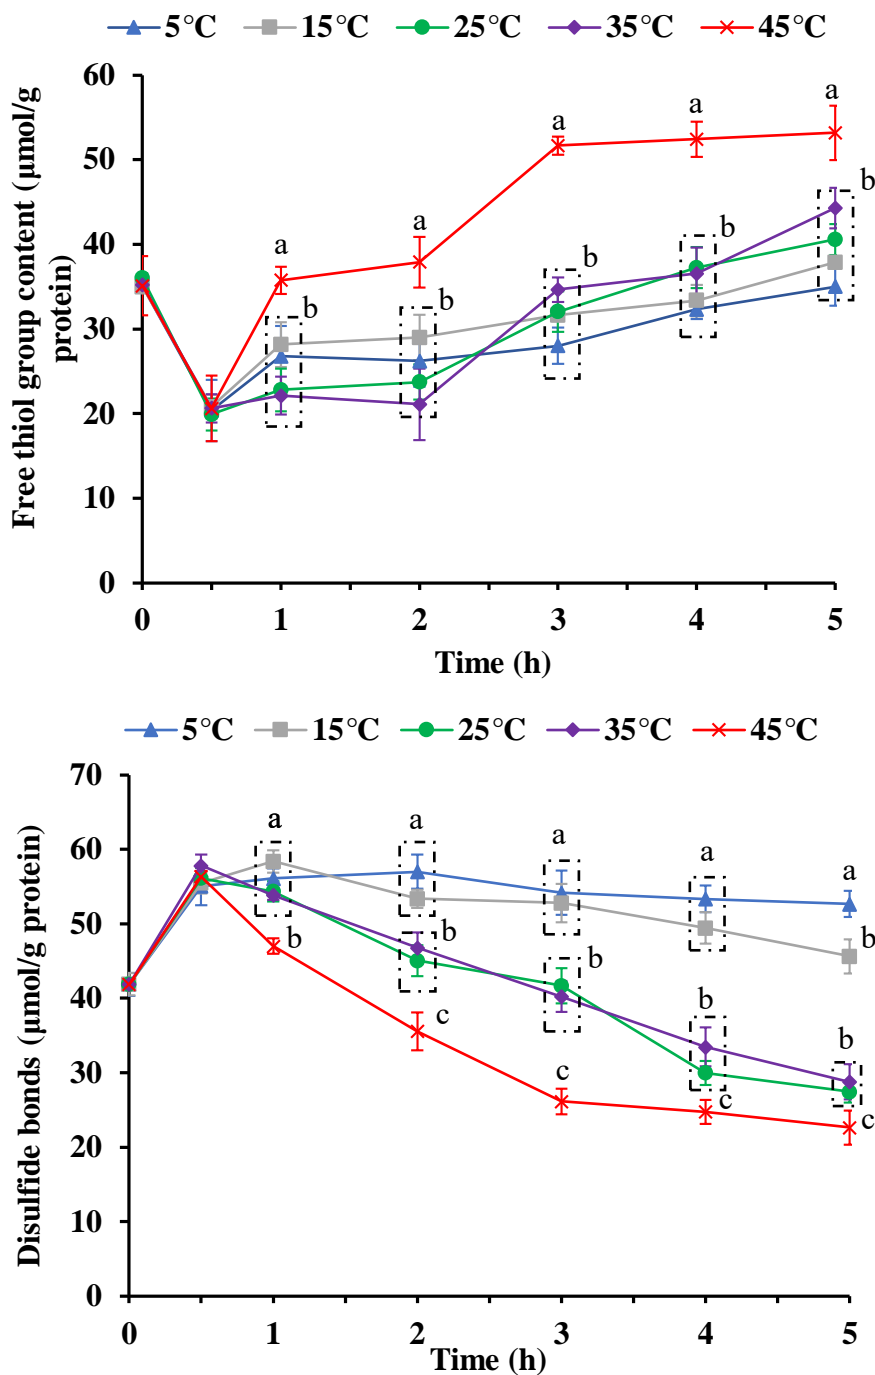 5°C 15°C 25°C 35°C 45°C
60
50
40
30
20
10
0
Free thiol group content (µmol/g
protein)
a
a
a
a
a
b
b
b
b
b
0 1 2 3 4 5
Time (h)
5°C 15°C 25°C 35°C 45°C
70
60
50
40
30
20
10
0
Disulfide bonds (µmol/g protein)
a
a
a
a
a
b
b
b
b
b
b
c
c
c
c
0 1 2 3 4 5
Time (h)